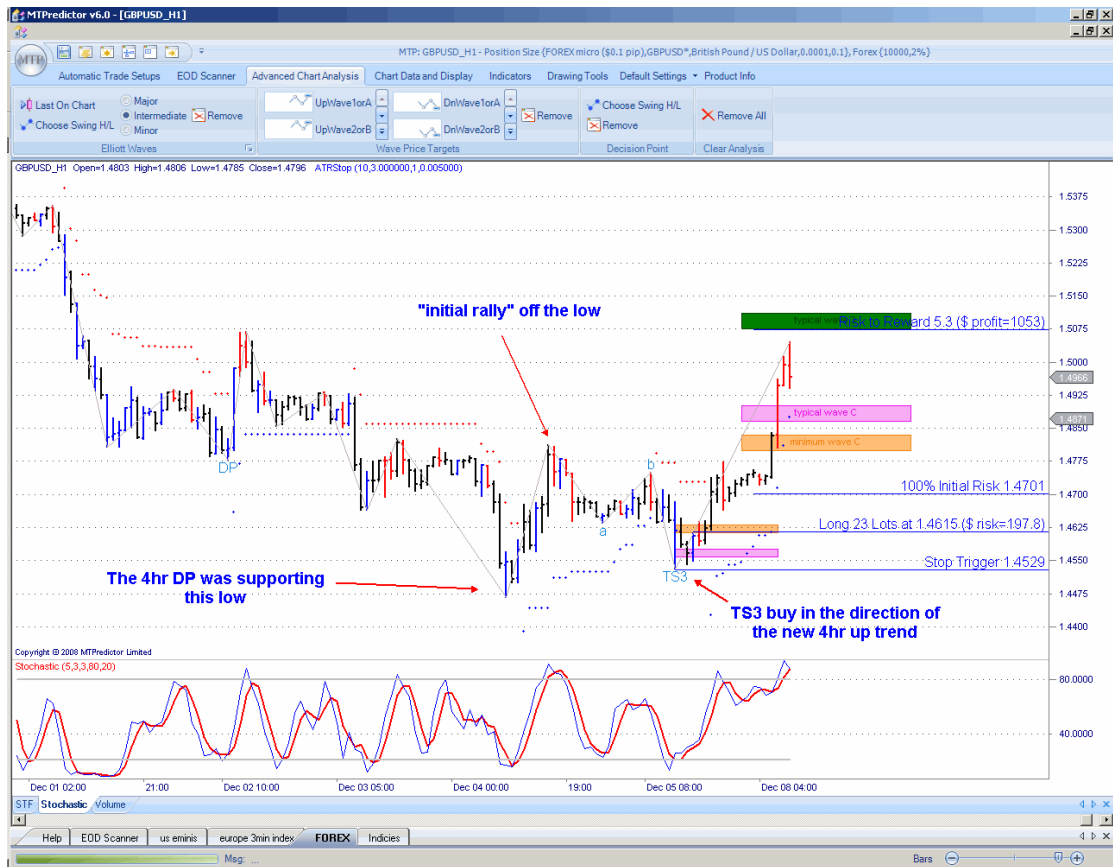 MTPredictor v6.0 - [GBPUSD_H1]
MTP
MTP: GBPUSD_H1 - Position Size {FOREX micro ($0.1 pip),GBPUSD*,British Pound / US Dollar,0.0001,0.1}, Forex {10000,2%}
Automatic Trade Setups EOD Scanner Advanced Chart Analysis Chart Data and Display Indicators Drawing Tools Default Settings Product Info
Last On Chart
Choose Swing H/L
Major
Intermediate
Minor
Remove
Elliott Waves
UpWave1orA
UpWave2orB
DnWave1orA
DnWave2orB
Remove
Wave Price Targets
Choose Swing H/L
Remove
Decision Point
Remove All
Clear Analysis
GBPUSD_H1 Open=1.4803 High=1.4806 Low=1.4785 Close=1.4796 ATRStop (10,3.000000,1,0.005000)
1.5375
1.5300
1.5225
1.5150
1.5075
1.5000
1.4966
1.4925
1.4871
1.4850
1.4775
1.4700
1.4625
1.4550
1.4475
1.4400
"initial rally" off the low
Risk to Reward 5.3 ($ profit=1053)
typical wave C
minimum wave C
100% Initial Risk 1.4701
Long 23 Lots at 1.4615 ($ risk=197.8)
Stop Trigger 1.4529
DP
a
b
TS3
The 4hr DP was supporting
this low
TS3 buy in the direction of
the new 4hr up trend
Copyright © 2008 MTPredictor Limited
Stochastic (5,3,3,80,20)
80.0000
40.0000
Dec 01 02:00 21:00 Dec 02 10:00 Dec 03 05:00 Dec 04 00:00 19:00 Dec 05 08:00 Dec 08 04:00
STF Stochastic Volume
Help EOD Scanner us eminis europe 3min index FOREX Indicies
Msg: ...
Bars